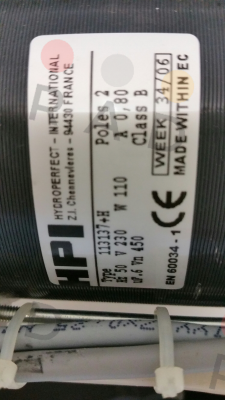 HPI
HYDROPERFECT - INTERNATIONAL
Z.I. Chennevieres - 94430 FRANCE
Type 113137+H Poles 2
Hz 50 V 230 W 110 A 0,80
uF.6 Vn 450 Class B
EN 60034 - 1
CE
WEEK 34/06
MADE WITHIN EC